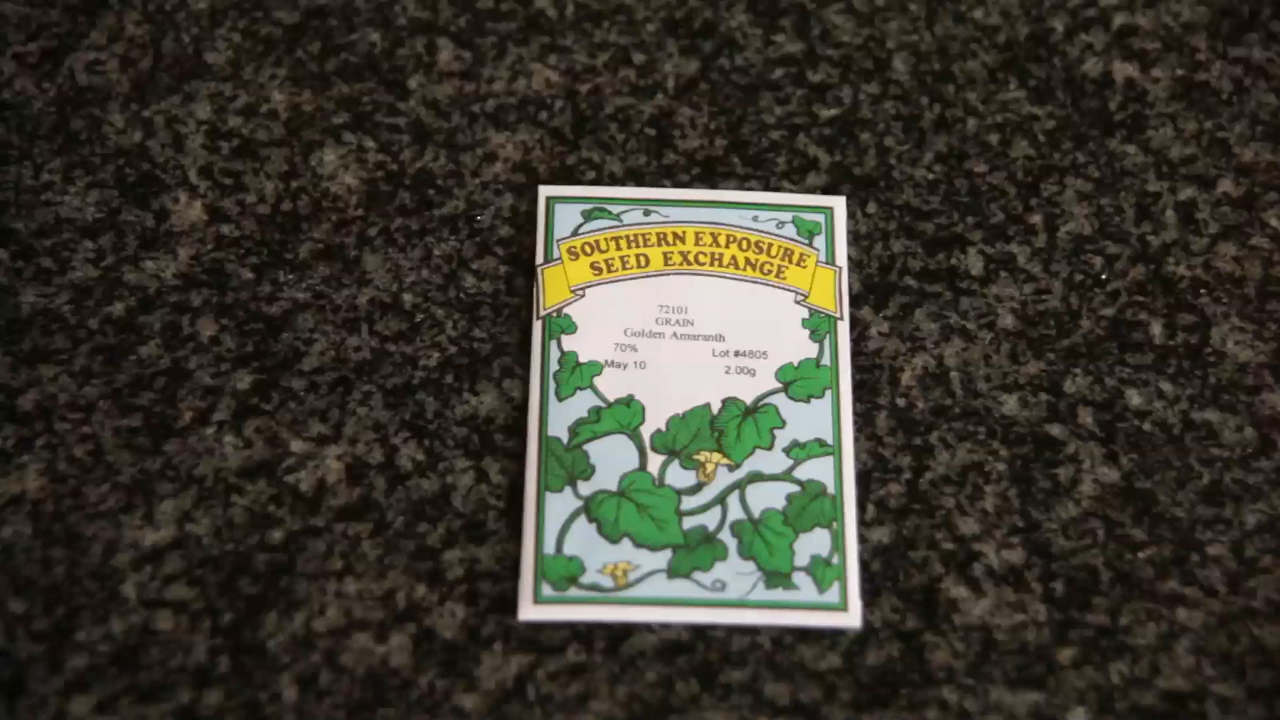 SOUTHERN EXPOSURE
SEED EXCHANGE
72101
GRAIN
Golden Amaranth
70% Lot #4805
May 10 2.00g